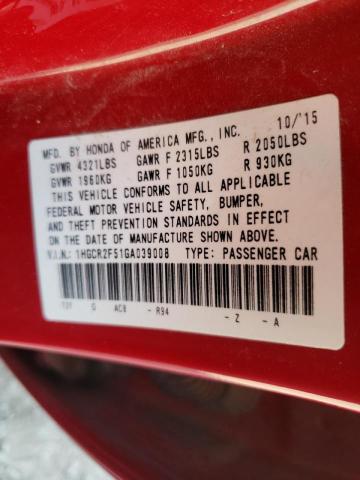 MFD. BY HONDA OF AMERICA MFG., INC. 10/'15
GVWR 4321LBS GAWR F 2315LBS R 2050LBS
GVWR 1960KG GAWR F 1050KG R 930KG
THIS VEHICLE CONFORMS TO ALL APPLICABLE
FEDERAL MOTOR VEHICLE SAFETY, BUMPER,
AND THEFT PREVENTION STANDARDS IN EFFECT
ON THE DATE OF MANUFACTURE SHOWN ABOVE.
V.I.N.: 1HGCR2F51GA039008 TYPE: PASSENGER CAR
AC8 - R94 - Z - A